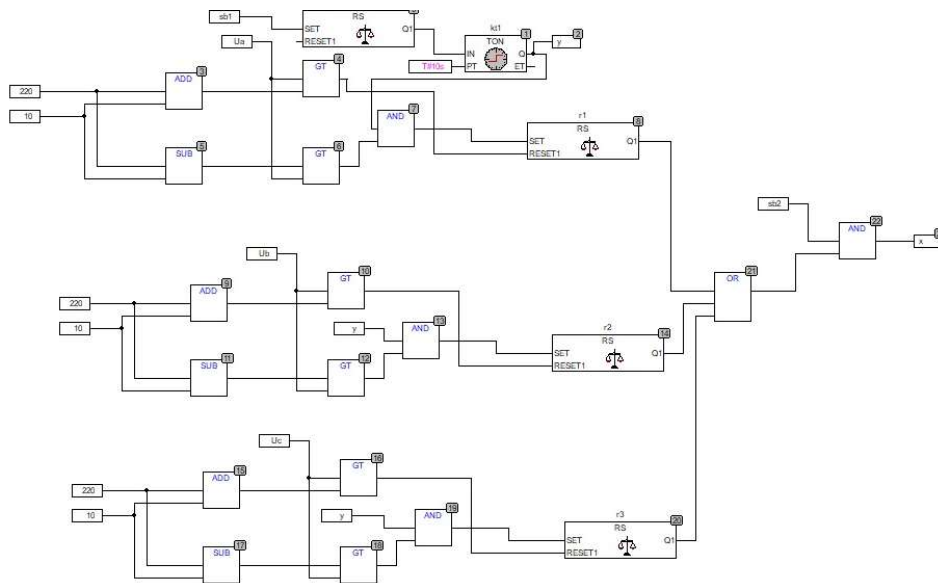 sb1
RS
SET
RESET1
Q1
kt1
1
TON
IN
PT
Q
ET
T#10s
y
2
Ua
220
10
ADD
3
GT
4
SUB
5
GT
6
AND
7
r1
8
RS
SET
RESET1
Q1
Ub
220
10
ADD
9
GT
10
SUB
11
GT
12
y
AND
13
r2
14
RS
SET
RESET1
Q1
Uc
220
10
ADD
15
GT
16
SUB
17
GT
18
y
AND
19
r3
20
RS
SET
RESET1
Q1
OR
21
sb2
AND
22
x